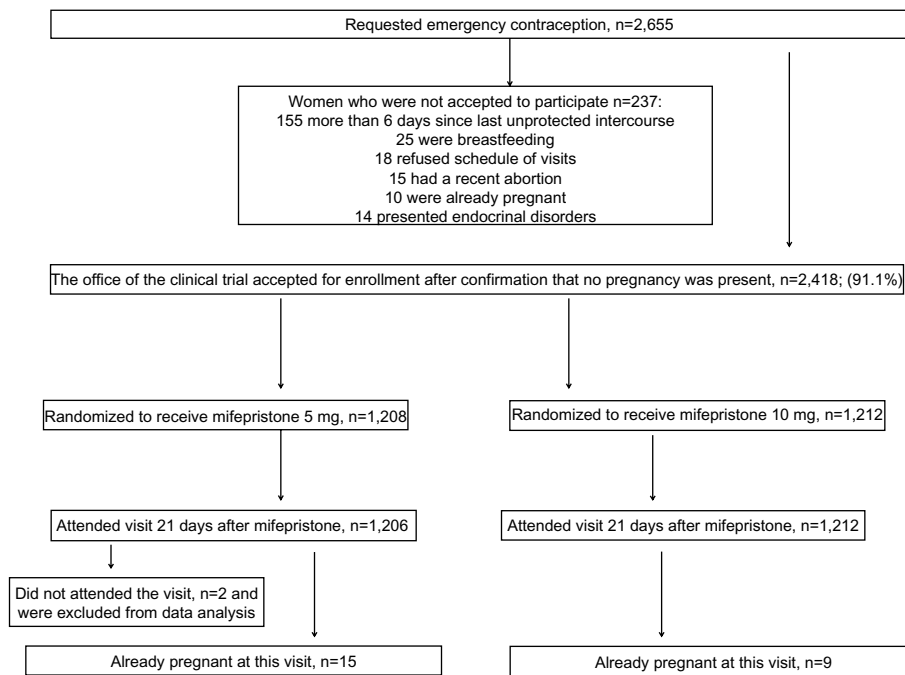 Requested emergency contraception, n=2,655
Women who were not accepted to participate n=237:
155 more than 6 days since last unprotected intercourse
25 were breastfeeding
18 refused schedule of visits
15 had a recent abortion
10 were already pregnant
14 presented endocrinal disorders
The office of the clinical trial accepted for enrollment after confirmation that no pregnancy was present, n=2,418; (91.1%)
Randomized to receive mifepristone 5 mg, n=1,208
Randomized to receive mifepristone 10 mg, n=1,212
Attended visit 21 days after mifepristone, n=1,206
Attended visit 21 days after mifepristone, n=1,212
Did not attended the visit, n=2 and
were excluded from data analysis
Already pregnant at this visit, n=15
Already pregnant at this visit, n=9